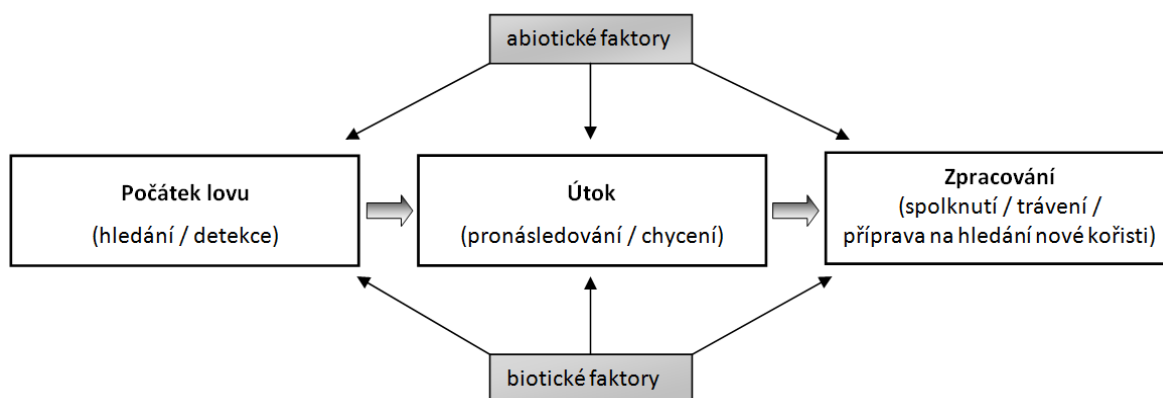 abiotické faktory
Počátek lovu
(hledání / detekce)
Útok
(pronásledování / chycení)
Zpracování
(spolknutí / trávení /
příprava na hledání nové kořisti)
biotické faktory